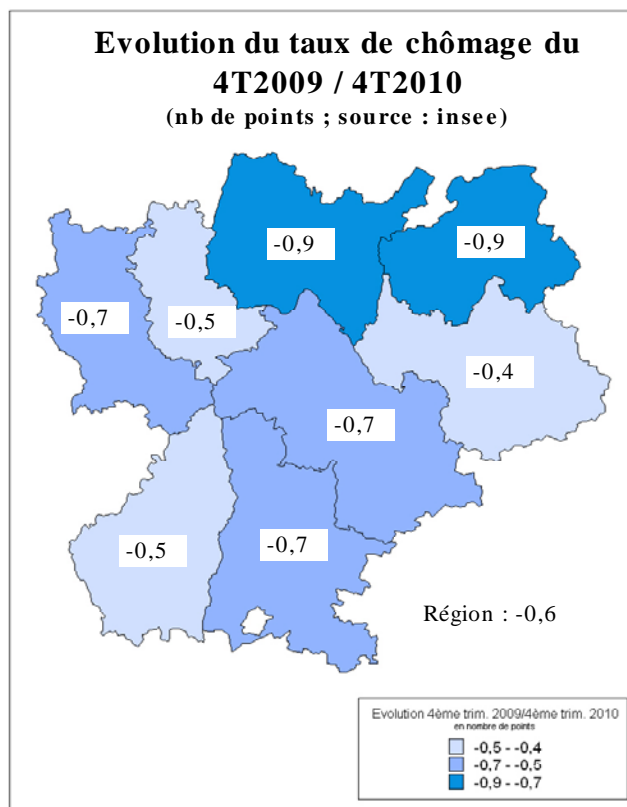 Evolution du taux de chômage du
4T2009 / 4T2010
(nb de points ; source : insee)
-0,9
-0,9
-0,7
-0,5
-0,4
-0,7
-0,5
-0,7
Région : -0,6
Evolution 4ème trim. 2009/4ème trim. 2010
en nombre de points
-0,5 - -0,4
-0,7 - -0,5
-0,9 - -0,7